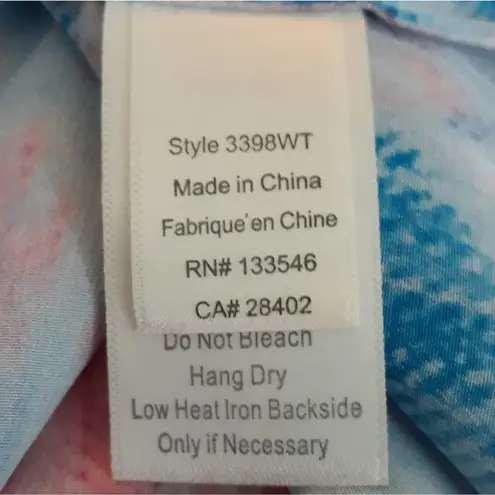 Style 3398WT
Made in China
Fabrique´en Chine
RN# 133546
CA# 28402
Do Not Bleach
Hang Dry
Low Heat Iron Backside
Only if Necessary